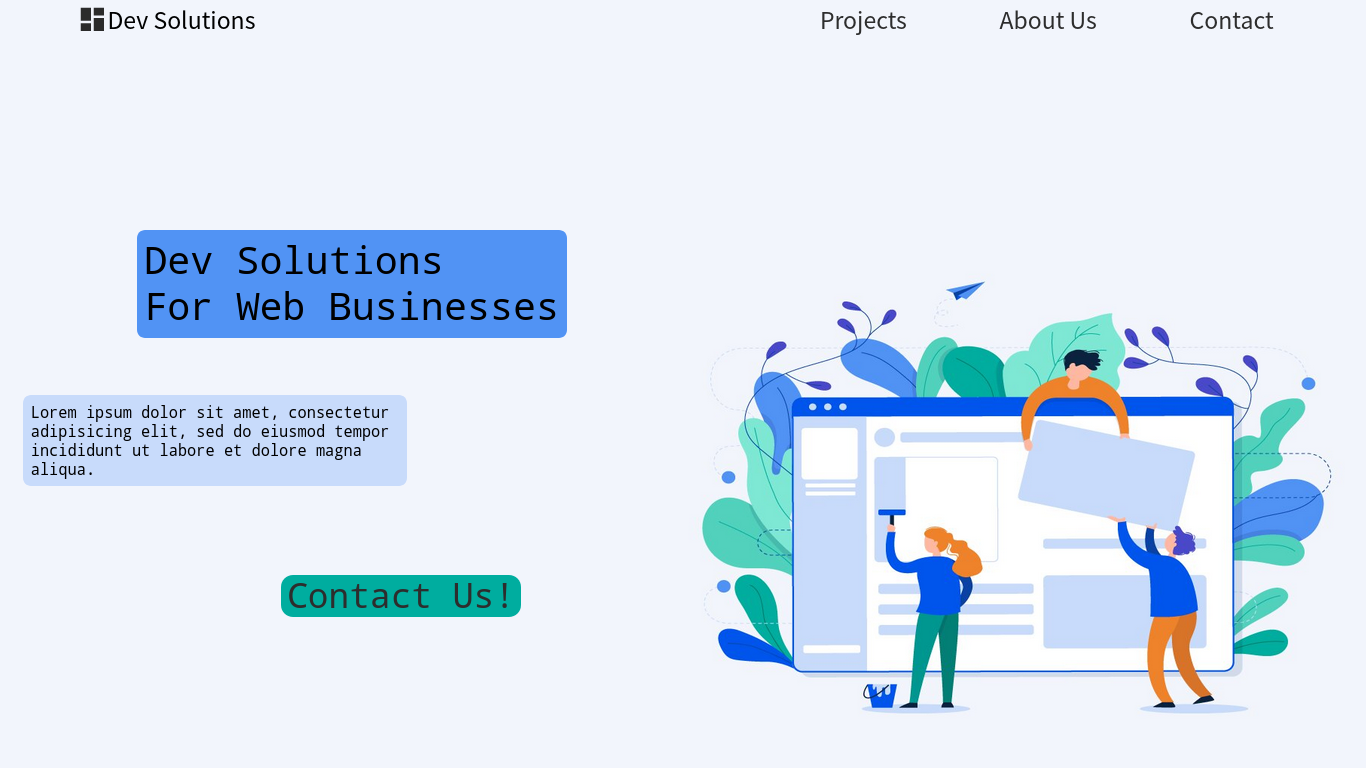 Dev Solutions
Projects
About Us
Contact
Dev Solutions
For Web Businesses
Lorem ipsum dolor sit amet, consectetur
adipisicing elit, sed do eiusmod tempor
incididunt ut labore et dolore magna
aliqua.
Contact Us!